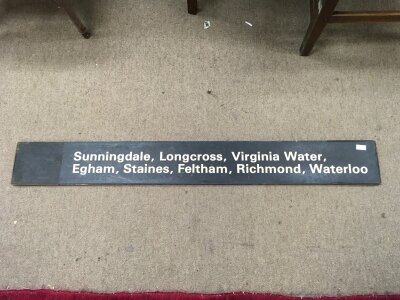 Sunningdale, Longcross, Virginia Water,
Egham, Staines, Feltham, Richmond, Waterloo